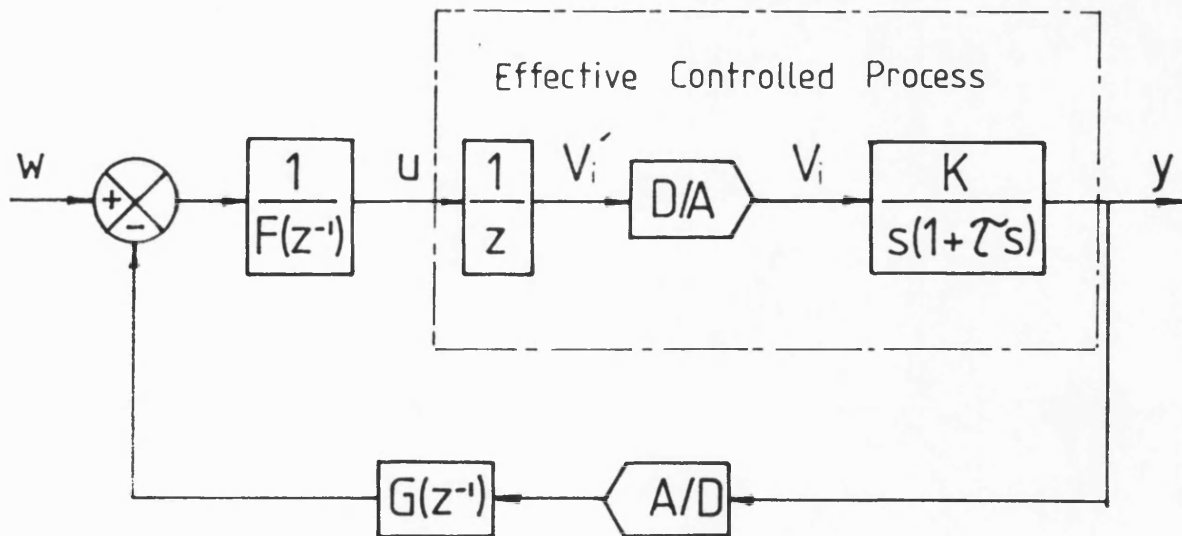 Effective Controlled Process
w
+
-
1
F(z⁻¹)
u
1
z
Vᵢ′
D/A
Vᵢ
K
s(1+τs)
y
G(z⁻¹)
A/D